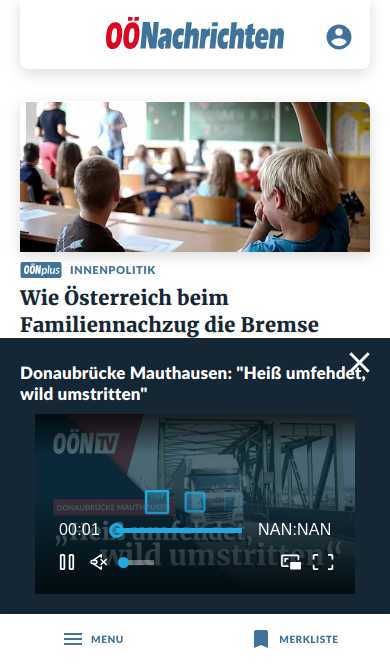 OÖNachrichten
OÖNplus INNENPOLITIK
Wie Österreich beim
Familiennachzug die Bremse
Donaubrücke Mauthausen: "Heiß umfehdet,
wild umstritten"
OÖN TV
DONAUBRÜCKE MAUTHAUSEN
„Heiß umfehdet,
wild umstritten“
00:01 NAN:NAN
MENU MERKLISTE